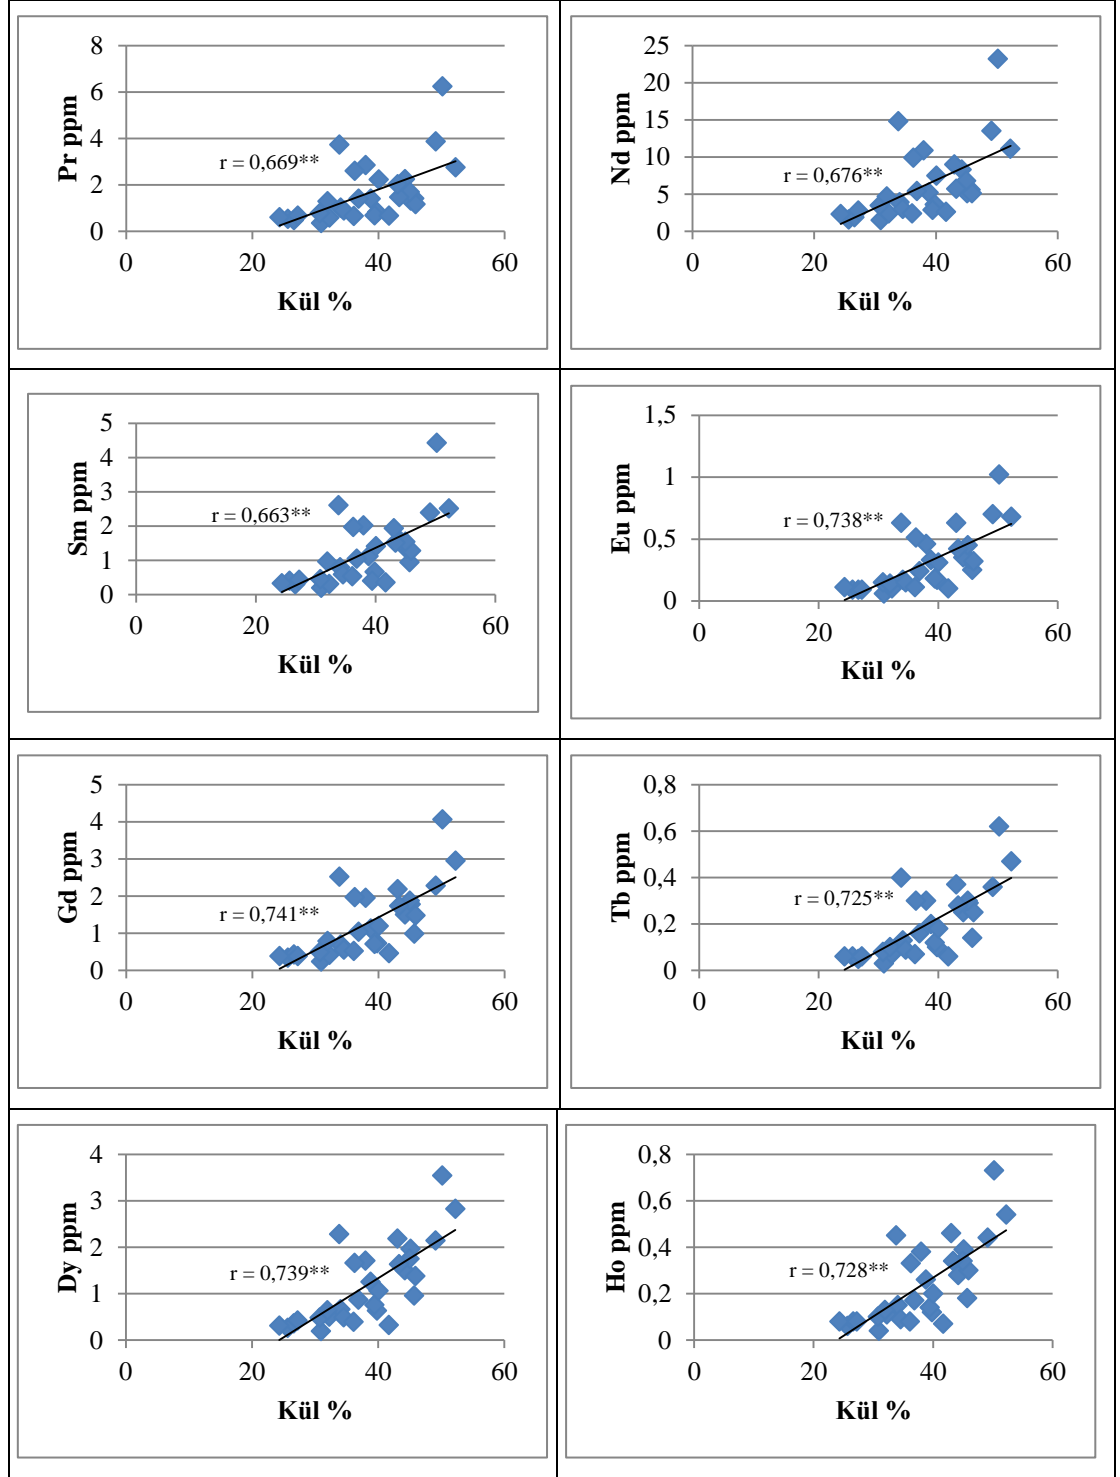 8
6
4
2
0
Pr ppm
r = 0,669**
0 20 40 60
Kül %
25
20
15
10
5
0
Nd ppm
r = 0,676**
0 20 40 60
Kül %
5
4
3
2
1
0
Sm ppm
r = 0,663**
0 20 40 60
Kül %
1,5
1
0,5
0
Eu ppm
r = 0,738**
0 20 40 60
Kül %
5
4
3
2
1
0
Gd ppm
r = 0,741**
0 20 40 60
Kül %
0,8
0,6
0,4
0,2
0
Tb ppm
r = 0,725**
0 20 40 60
Kül %
4
3
2
1
0
Dy ppm
r = 0,739**
0 20 40 60
Kül %
0,8
0,6
0,4
0,2
0
Ho ppm
r = 0,728**
0 20 40 60
Kül %